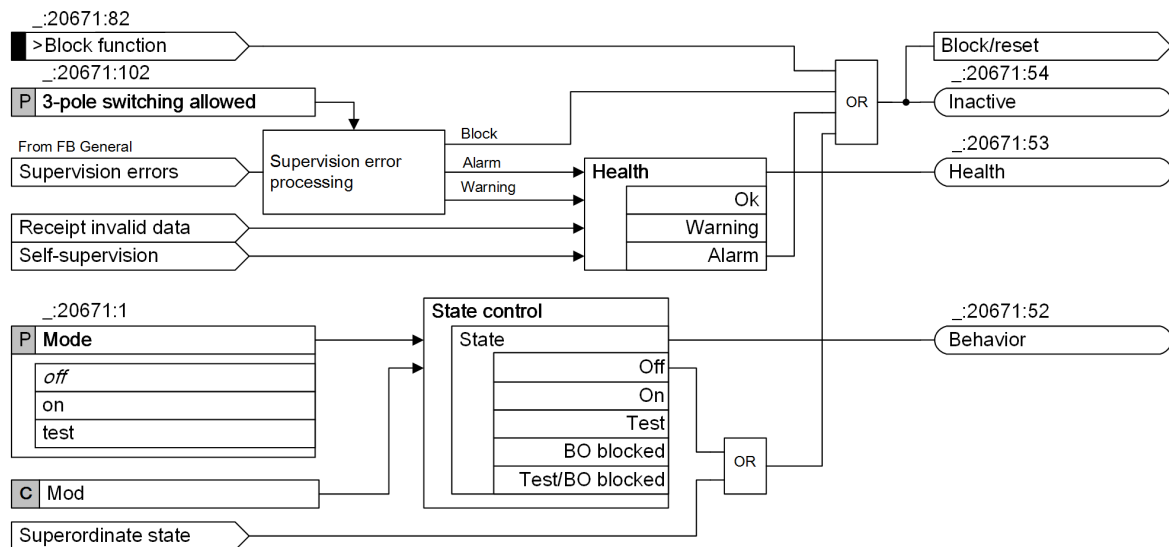 _:20671:82
>Block function
Block/reset
_:20671:102
_:20671:54
P 3-pole switching allowed
OR
Inactive
Block
From FB General
_:20671:53
Supervision errors
Supervision error
processing
Alarm
Warning
Health
Ok
Warning
Alarm
Health
Receipt invalid data
Self-supervision
_:20671:1
_:20671:52
P Mode
off
on
test
State control
State
Off
On
Test
BO blocked
Test/BO blocked
Behavior
OR
C Mod
Superordinate state